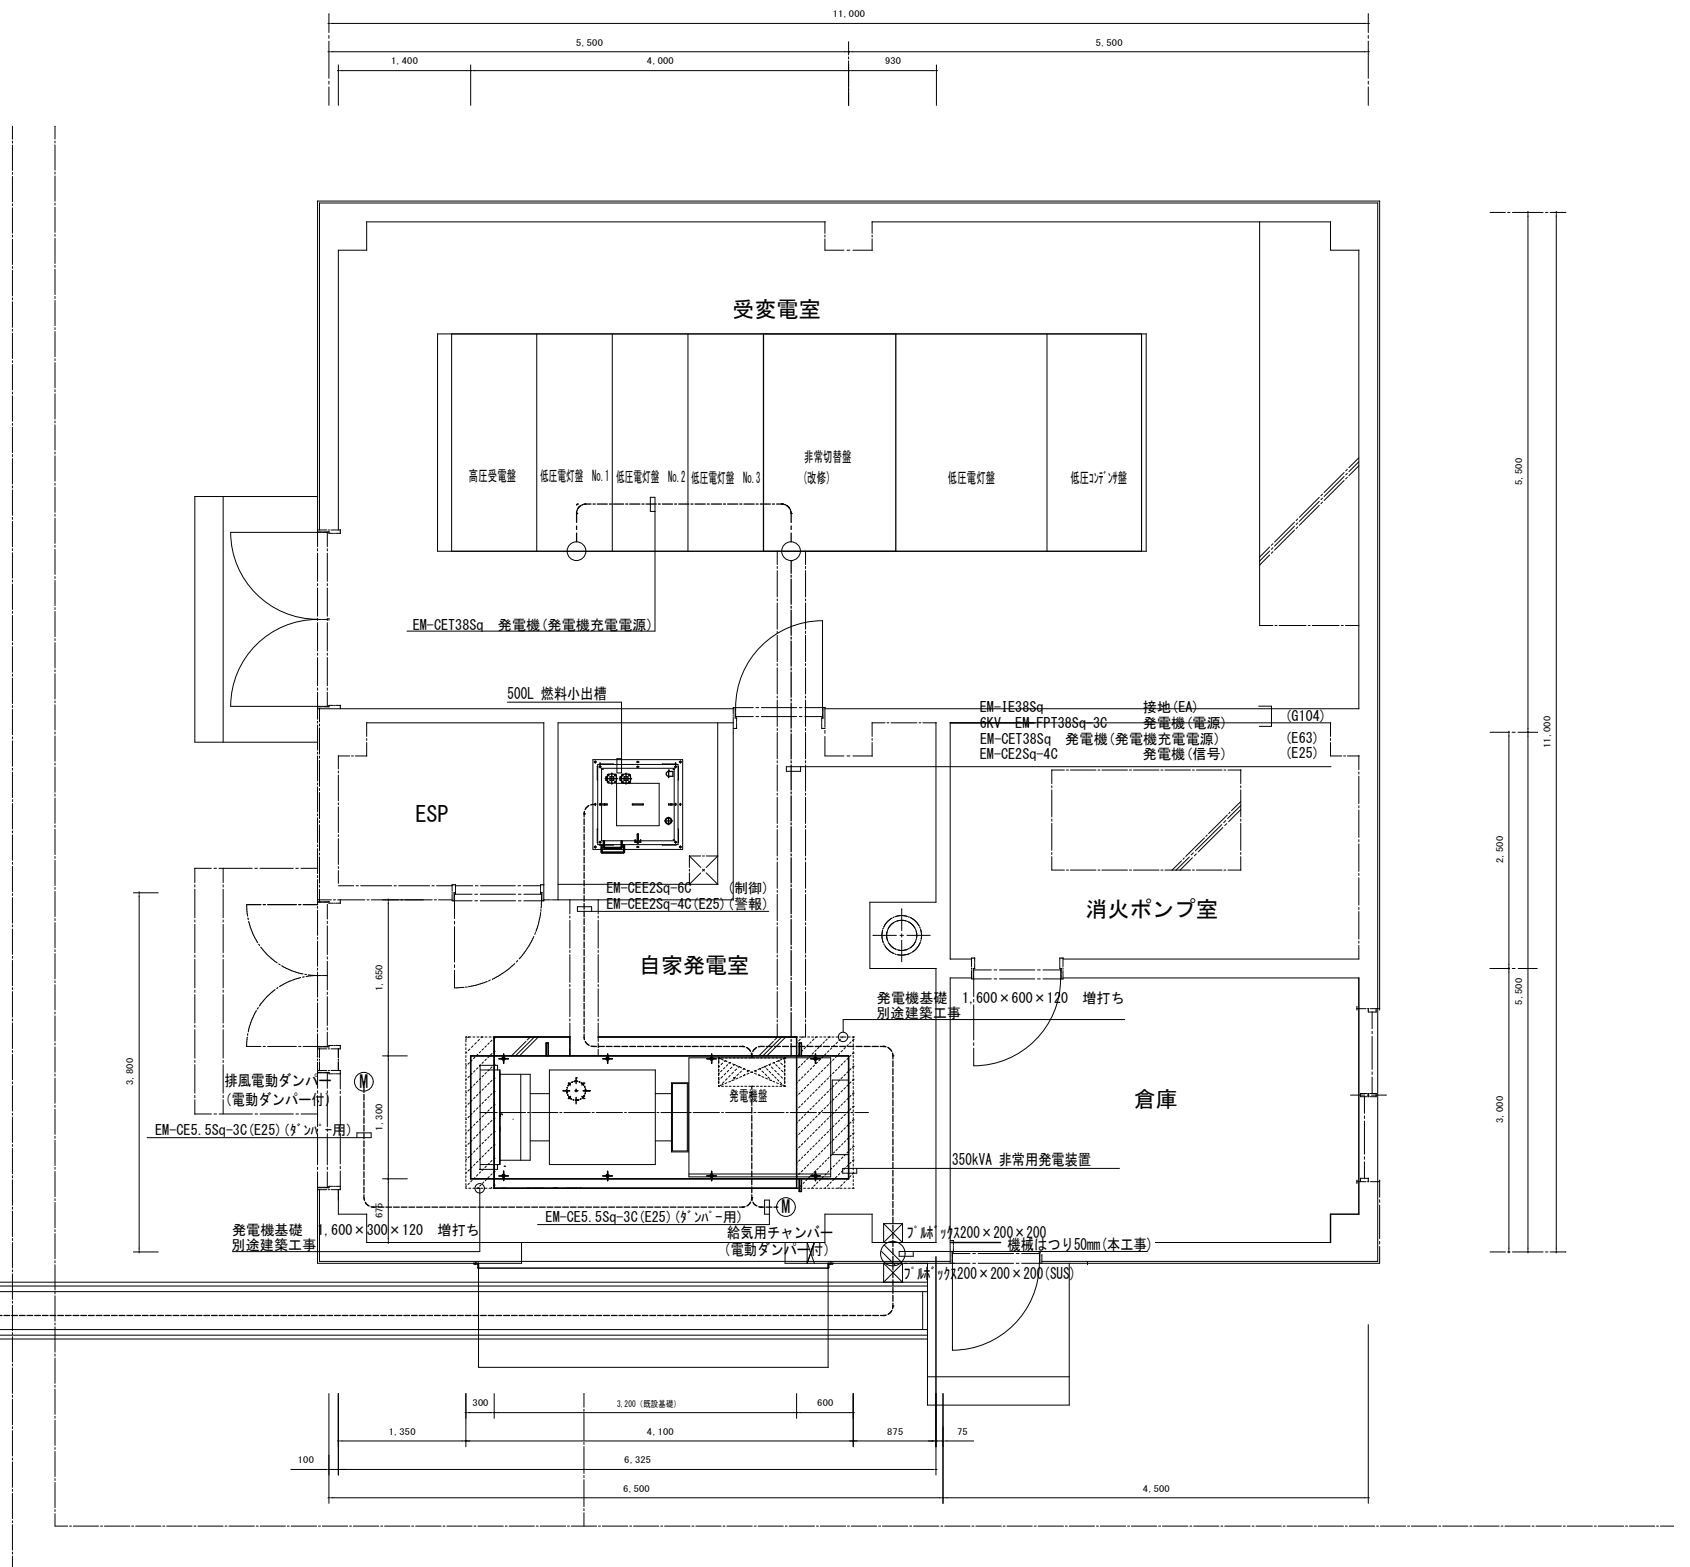 11,000
5,500
5,500
1,400
4,000
930
受変電室
高圧受電盤
低圧電灯盤 No.1
低圧電灯盤 No.2
低圧電灯盤 No.3
非常切替盤
(改修)
低圧電灯盤
低圧ｺﾝﾃﾞﾝｻ盤
5,500
11,000
EM-CET38Sq 発電機(発電機充電電源)
500L 燃料小出槽
EM-IE38Sq 接地(EA)
6KV EM-FPT38Sq-3C 発電機(電源)
(G104)
EM-CET38Sq 発電機(発電機充電電源) (E63)
EM-CE2Sq-4C 発電機(信号) (E25)
ESP
2,500
EM-CEE2Sq-6C (制御)
EM-CEE2Sq-4C(E25)(警報)
消火ポンプ室
自家発電室
1,650
5,500
発電機基礎 1,600×600×120 増打ち
別途建築工事
3,800
排風電動ダンパー
(電動ダンパー付)
M
発電機盤
倉庫
1,300
3,000
EM-CE5.5Sq-3C(E25)(ﾀﾞﾝﾊﾟｰ用)
350kVA 非常用発電装置
675
M
EM-CE5.5Sq-3C(E25)(ﾀﾞﾝﾊﾟｰ用)
発電機基礎 1,600×300×120 増打ち
別途建築工事
給気用チャンバー
(電動ダンパー付)
ﾌﾟﾙﾎﾞｯｸｽ200×200×200
機械はつり50mm(本工事)
ﾌﾟﾙﾎﾞｯｸｽ200×200×200(SUS)
300
3,200 (既設基礎)
600
1,350
4,100
875
75
100
6,325
6,500
4,500